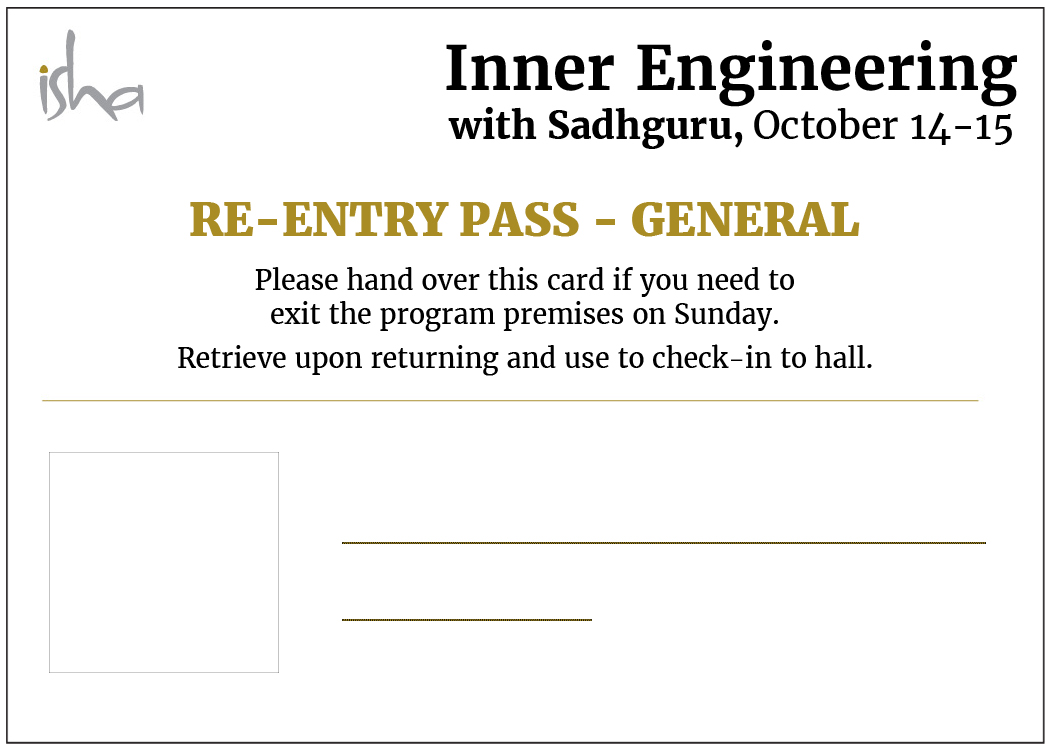 isha
Inner Engineering
with Sadhguru, October 14-15
RE-ENTRY PASS - GENERAL
Please hand over this card if you need to
exit the program premises on Sunday.
Retrieve upon returning and use to check-in to hall.